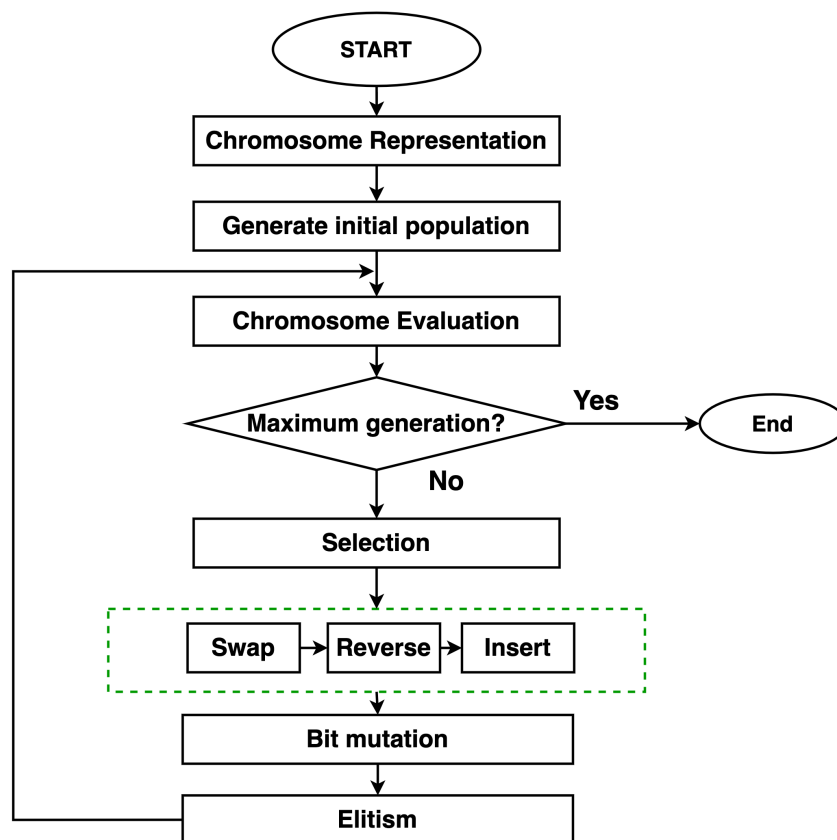 START
Chromosome Representation
Generate initial population
Chromosome Evaluation
Maximum generation?
Yes
End
No
Selection
Swap
Reverse
Insert
Bit mutation
Elitism